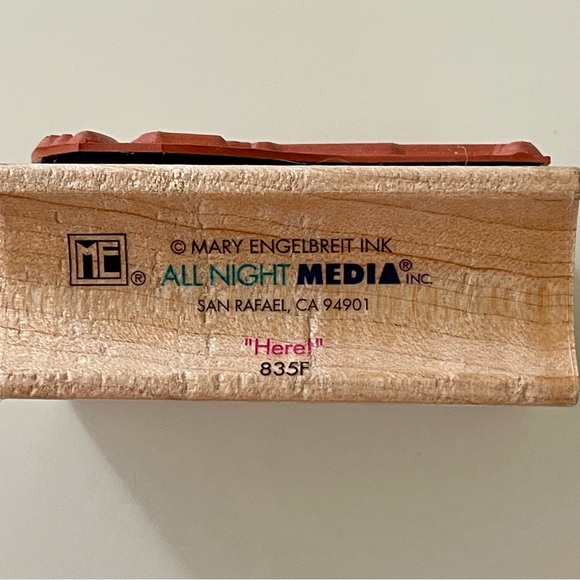 ME® © MARY ENGELBREIT INK
ALL NIGHT MEDIA® INC.
SAN RAFAEL, CA 94901
"Here!"
835F